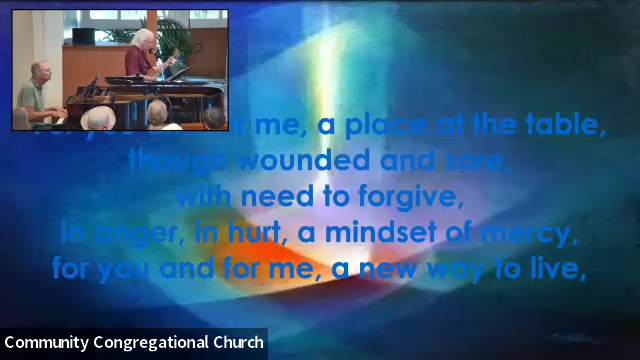 me, a place at the table,
though wounded and sore,
with need to forgive,
In anger, in hurt, a mindset of mercy,
for you and for me, a new way to live,
Community Congregational Church